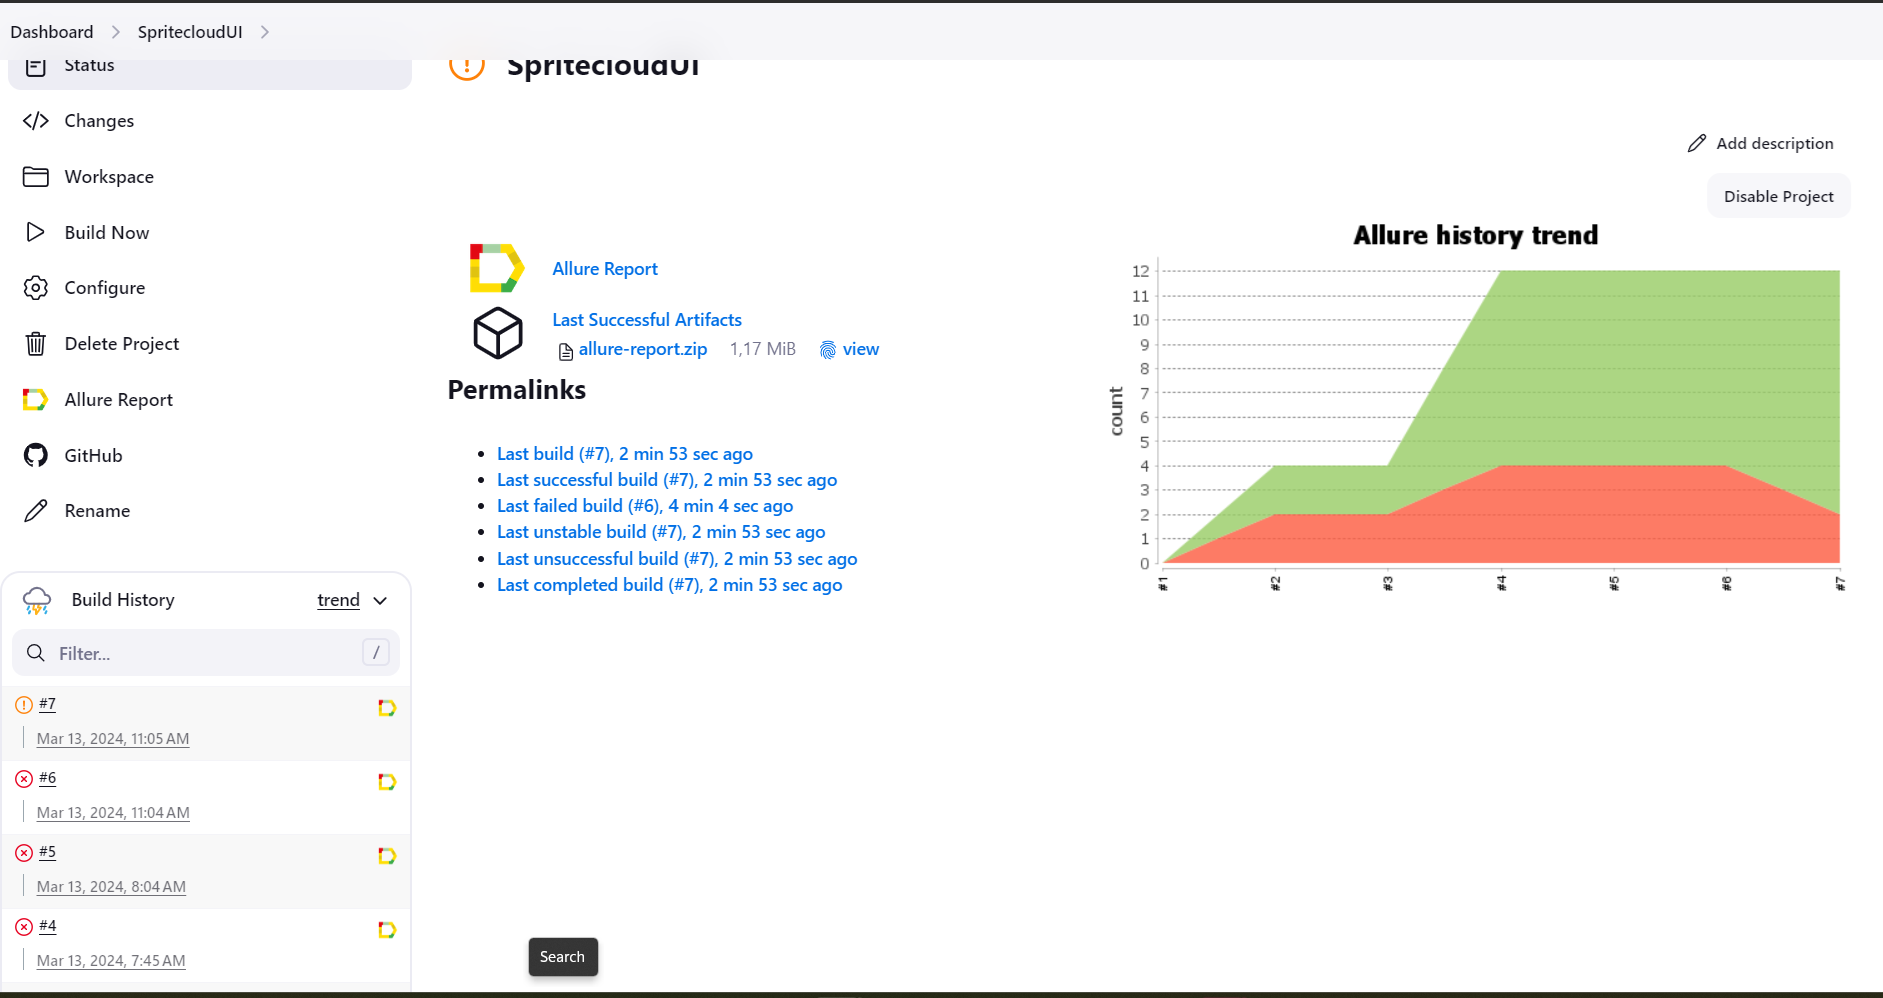 Dashboard
SpritecloudUI
Status
Changes
Workspace
Build Now
Configure
Delete Project
Allure Report
GitHub
Rename
Build History
trend
Filter...
/
#7
Mar 13, 2024, 11:05 AM
#6
Mar 13, 2024, 11:04 AM
#5
Mar 13, 2024, 8:04 AM
#4
Mar 13, 2024, 7:45 AM
SpritecloudUI
Add description
Disable Project
Allure Report
Last Successful Artifacts
allure-report.zip 1,17 MiB view
Permalinks
Last build (#7), 2 min 53 sec ago
Last successful build (#7), 2 min 53 sec ago
Last failed build (#6), 4 min 4 sec ago
Last unstable build (#7), 2 min 53 sec ago
Last unsuccessful build (#7), 2 min 53 sec ago
Last completed build (#7), 2 min 53 sec ago
Allure history trend
12
11
10
9
8
7
6
5
4
3
2
1
0
count
#1
#2
#3
#4
#5
#6
#7
Search